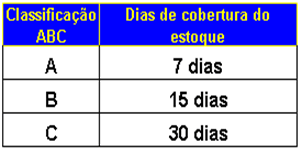 Classificação Dias de cobertura do
ABC estoque
A 7 dias
B 15 dias
C 30 dias